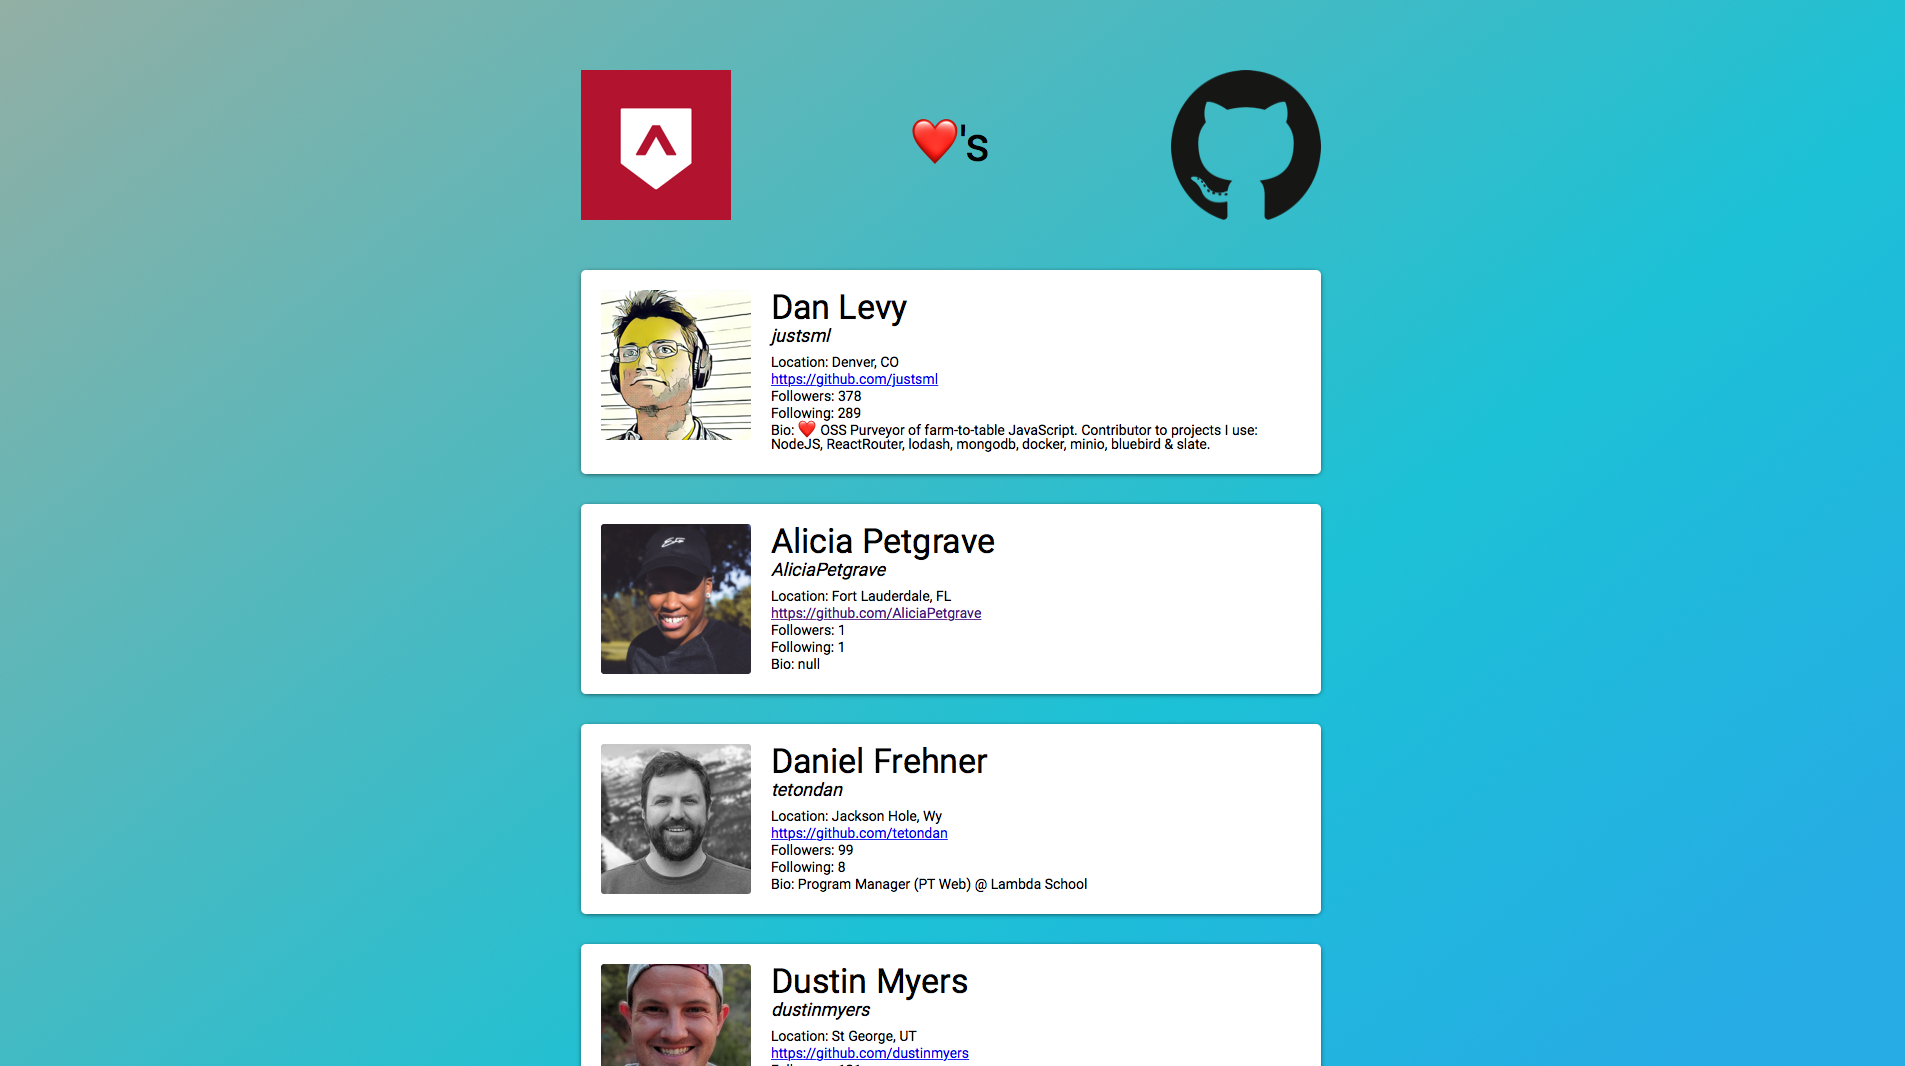 ❤️'s
Dan Levy
justsml
Location: Denver, CO
https://github.com/justsml
Followers: 378
Following: 289
Bio: ❤️ OSS Purveyor of farm-to-table JavaScript. Contributor to projects I use:
NodeJS, ReactRouter, lodash, mongodb, docker, minio, bluebird & slate.
Alicia Petgrave
AliciaPetgrave
Location: Fort Lauderdale, FL
https://github.com/AliciaPetgrave
Followers: 1
Following: 1
Bio: null
Daniel Frehner
tetondan
Location: Jackson Hole, Wy
https://github.com/tetondan
Followers: 99
Following: 8
Bio: Program Manager (PT Web) @ Lambda School
Dustin Myers
dustinmyers
Location: St George, UT
https://github.com/dustinmyers